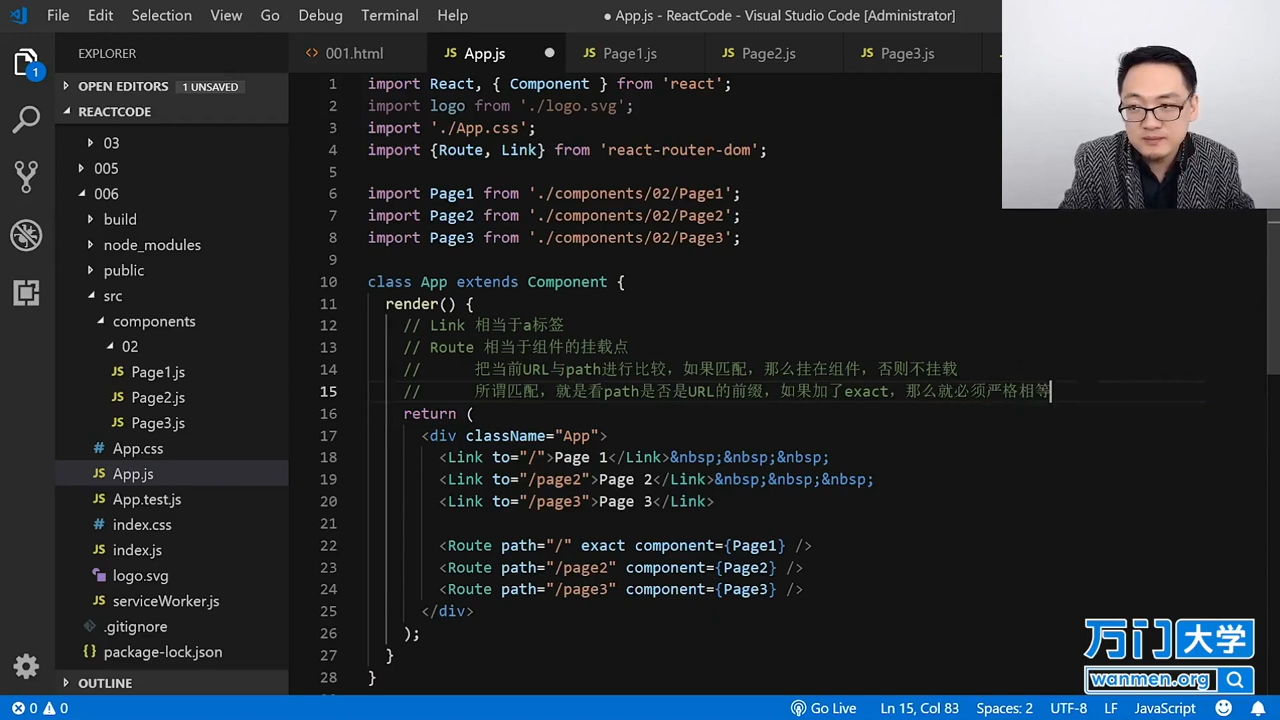 File Edit Selection View Go Debug Terminal Help
● App.js - ReactCode - Visual Studio Code [Administrator]
EXPLORER
001.html
App.js
Page1.js
Page2.js
Page3.js
1
OPEN EDITORS 1 UNSAVED
REACTCODE
03
005
006
build
node_modules
public
src
components
02
Page1.js
Page2.js
Page3.js
App.css
App.js
App.test.js
index.css
index.js
logo.svg
serviceWorker.js
.gitignore
package-lock.json
OUTLINE
1 import React, { Component } from 'react';
2 import logo from './logo.svg';
3 import './App.css';
4 import {Route, Link} from 'react-router-dom';
5
6 import Page1 from './components/02/Page1';
7 import Page2 from './components/02/Page2';
8 import Page3 from './components/02/Page3';
9
10 class App extends Component {
11 render() {
12 // Link 相当于a标签
13 // Route 相当于组件的挂载点
14 // 把当前URL与path进行比较，如果匹配，那么挂在组件，否则不挂载
15 // 所谓匹配，就是看path是否是URL的前缀，如果加了exact，那么就必须严格相等
16 return (
17 <div className="App">
18 <Link to="/">Page 1</Link>&nbsp;&nbsp;&nbsp;
19 <Link to="/page2">Page 2</Link>&nbsp;&nbsp;&nbsp;
20 <Link to="/page3">Page 3</Link>
21
22 <Route path="/" exact component={Page1} />
23 <Route path="/page2" component={Page2} />
24 <Route path="/page3" component={Page3} />
25 </div>
26 );
27 }
28 }
万门大学
wanmen.org
0 0
Go Live
Ln 15, Col 83
Spaces: 2
UTF-8
LF
JavaScript